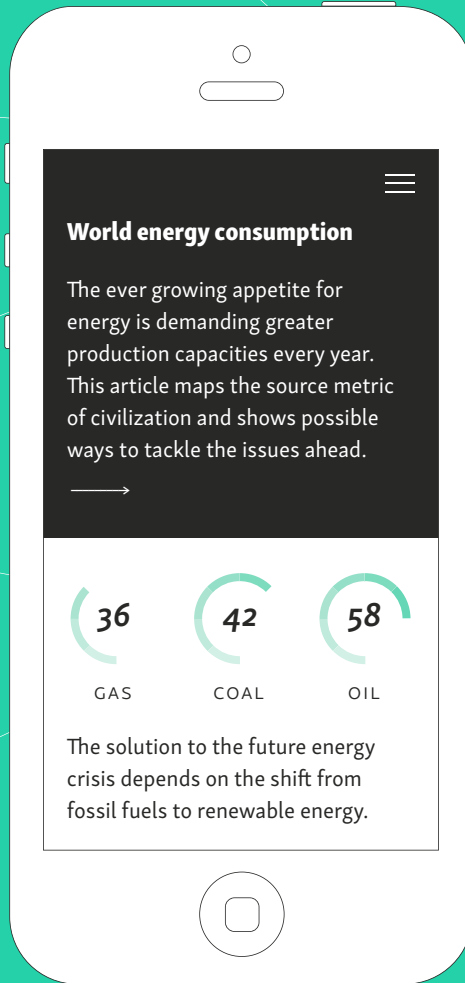 World energy consumption
The ever growing appetite for
energy is demanding greater
production capacities every year.
This article maps the source metric
of civilization and shows possible
ways to tackle the issues ahead.
36 42 58
GAS COAL OIL
The solution to the future energy
crisis depends on the shift from
fossil fuels to renewable energy.